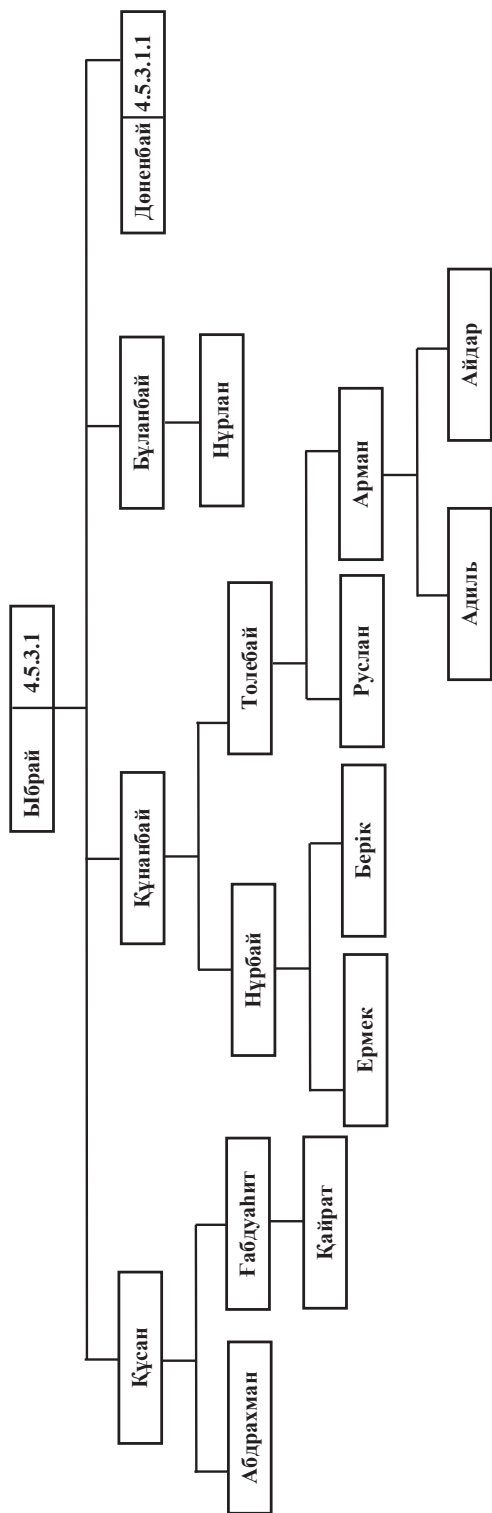 Ыбрай 4.5.3.1
Құсан
Құнанбай
Бұланбай
Дөненбай 4.5.3.1.1
Абдрахман
Ғабдуаһит
Нұрбай
Толебай
Нұрлан
Қайрат
Ермек
Берік
Руслан
Арман
Адиль
Айдар